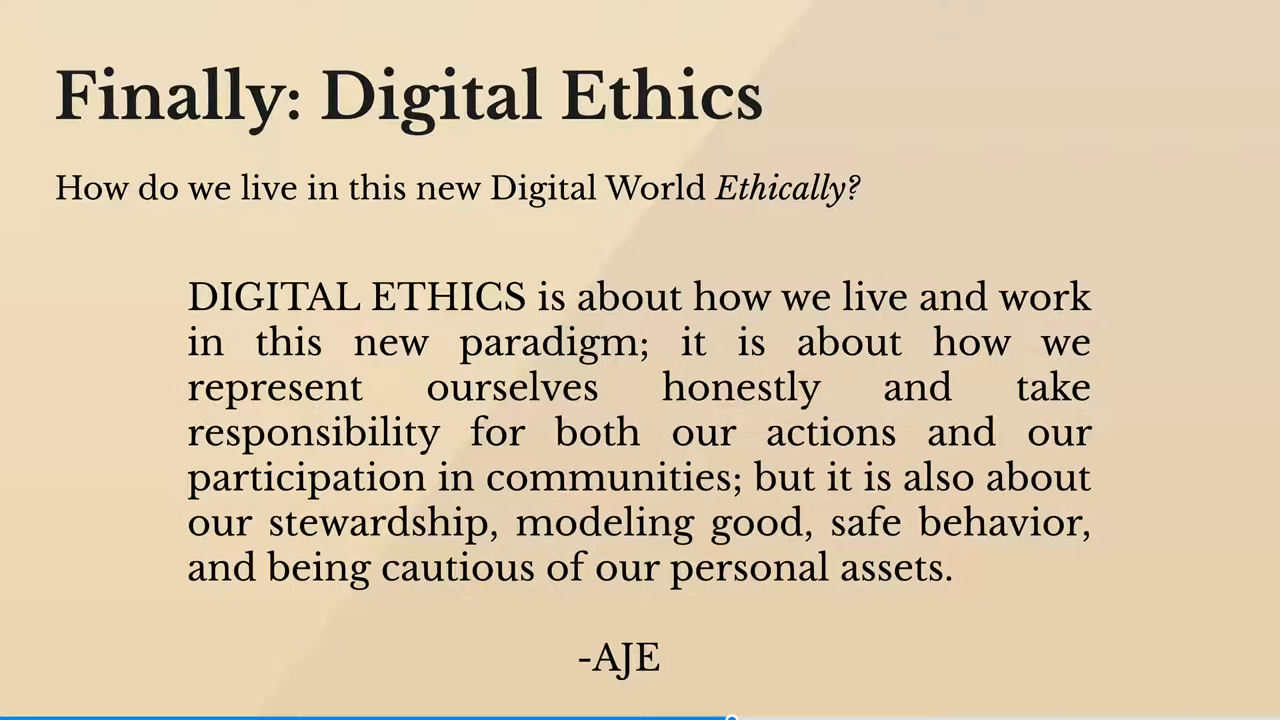 Finally: Digital Ethics
How do we live in this new Digital World Ethically?
DIGITAL ETHICS is about how we live and work
in this new paradigm; it is about how we
represent ourselves honestly and take
responsibility for both our actions and our
participation in communities; but it is also about
our stewardship, modeling good, safe behavior,
and being cautious of our personal assets.
-AJE